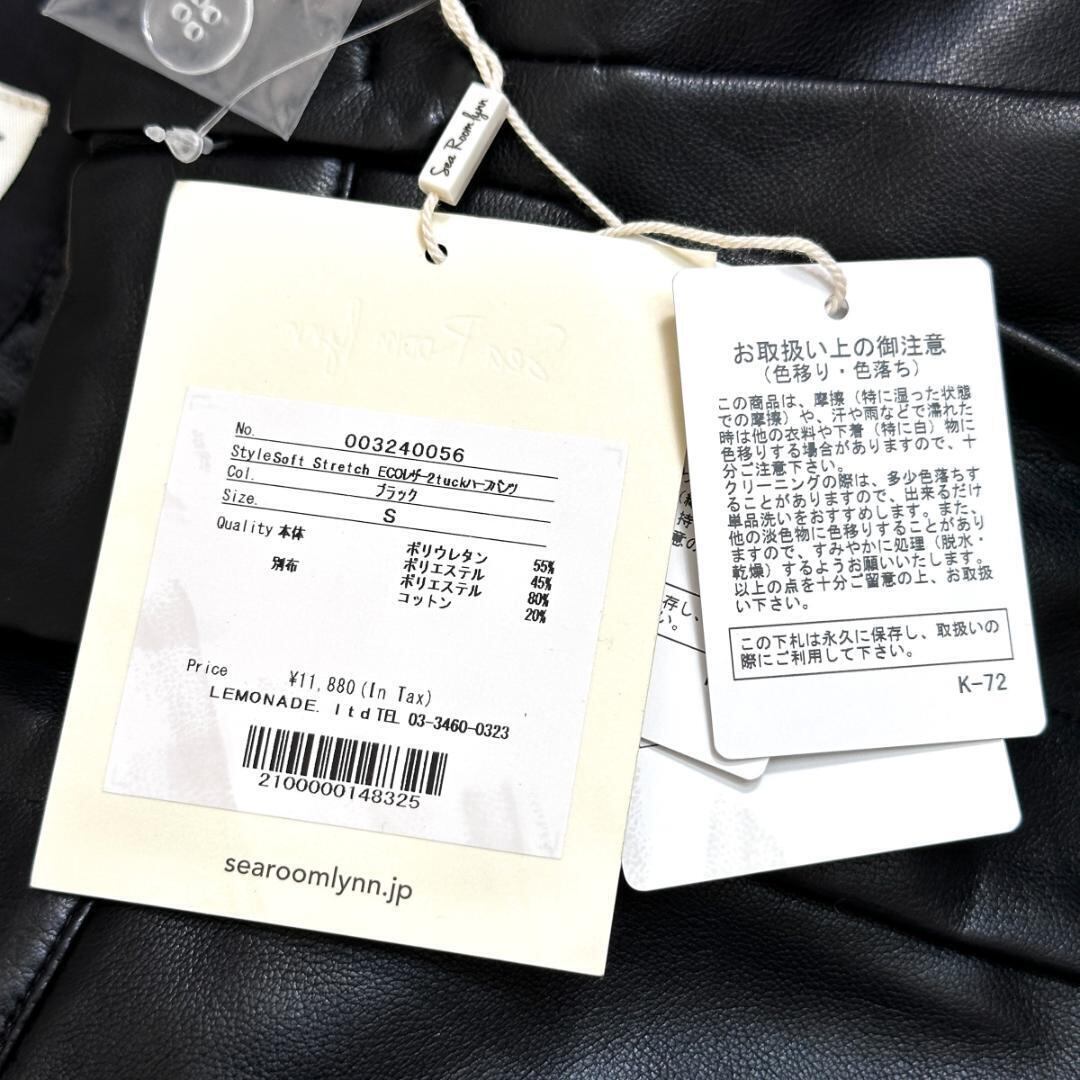 Sea Room lynn
Sea Room lynn
No. 003240056
Style Soft Stretch ECOレザー2tuckハーフパンツ
Col. ブラック
Size. S
Quality 本体 ポリウレタン 55%
ポリエステル 45%
別布 ポリエステル 80%
コットン 20%
Price ¥11,880(In Tax)
LEMONADE. ltd TEL 03-3460-0323
2100000148325
searoomlynn.jp
お取扱い上の御注意
(色移り・色落ち)
この商品は、摩擦(特に湿った状態
での摩擦)や、汗や雨などで濡れた
時は他の衣料や下着(特に白)物に
色移りする場合がありますので、十
分ご注意下さい。
クリーニングの際は、多少色落ちす
ることがありますので、出来るだけ
単品洗いをおすすめします。また、
他の淡色物に色移りすることがあり
ますので、すみやかに処理(脱水・
乾燥)するようお願いいたします。
以上の点を十分ご留意の上、お取扱
い下さい。
この下札は永久に保存し、取扱いの
際にご利用して下さい。
K-72